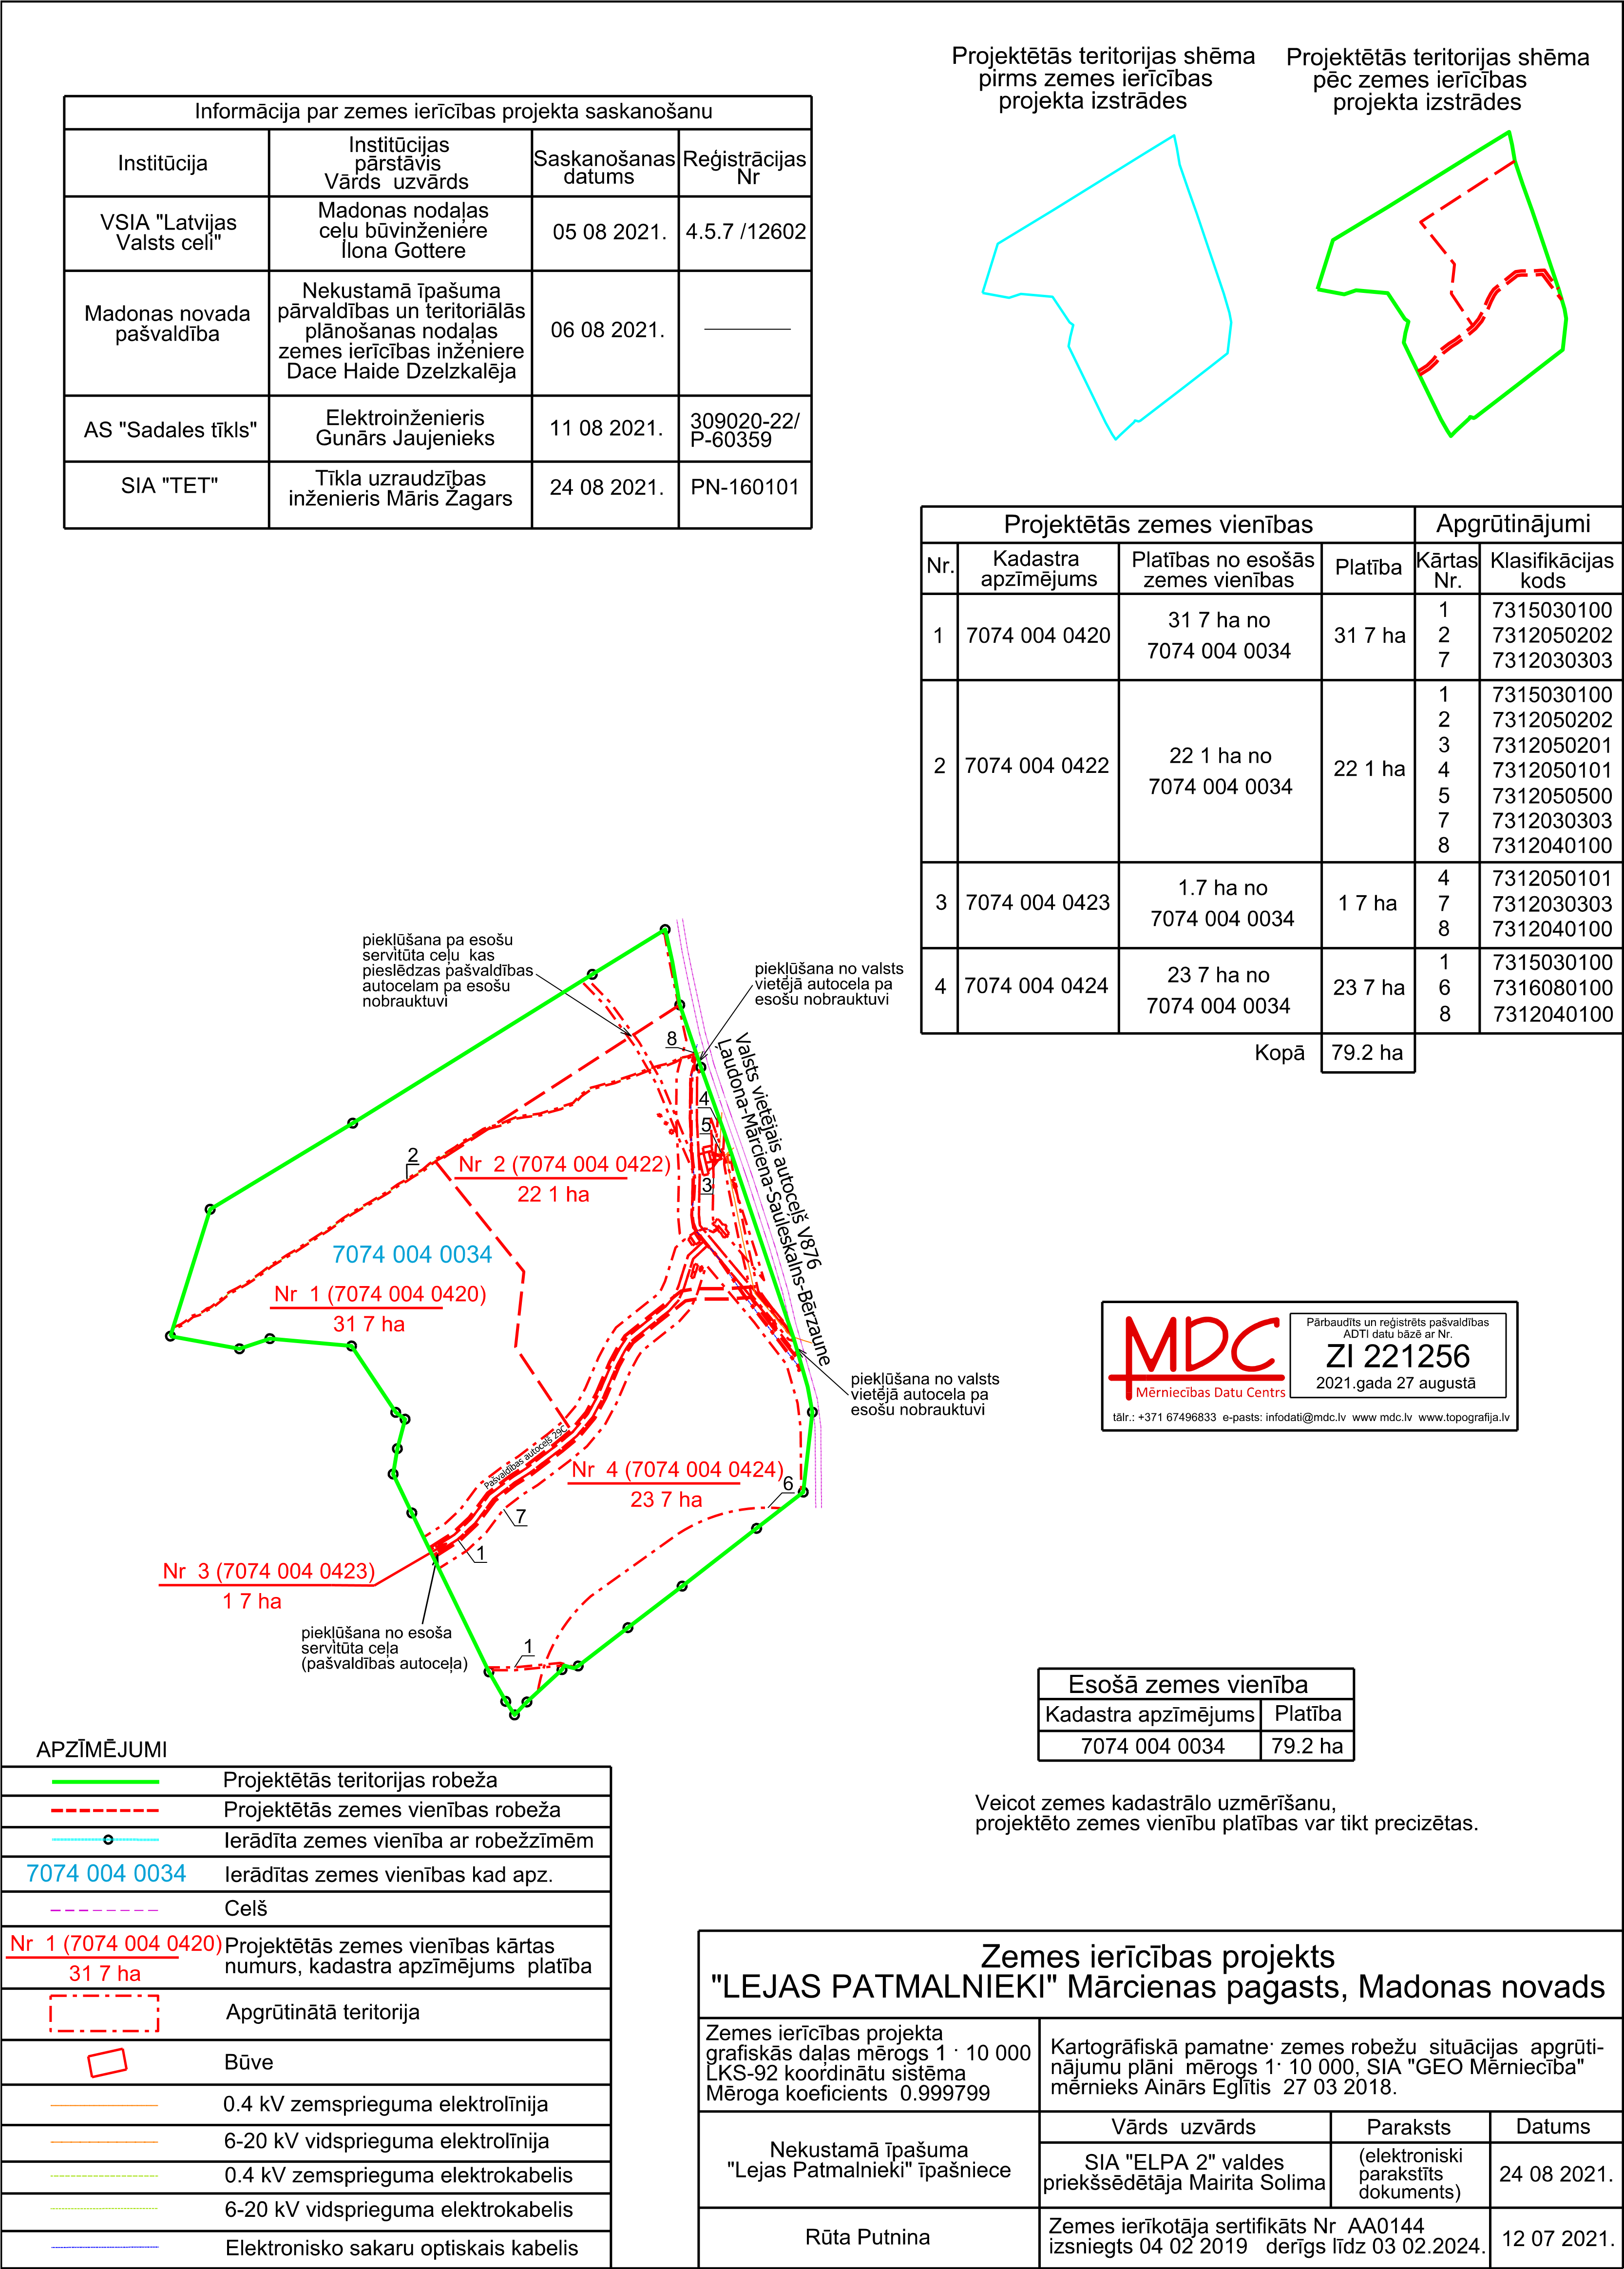 Projektētās teritorijas shēma
pirms zemes ierīcības
projekta izstrādes
Projektētās teritorijas shēma
pēc zemes ierīcības
projekta izstrādes
Informācija par zemes ierīcības projekta saskanošanu
Institūcija
Institūcijas
pārstāvis
Vārds uzvārds
Saskanošanas
datums
Reģistrācijas
Nr
VSIA "Latvijas
Valsts celi"
Madonas nodaļas
ceļu būvinženiere
Ilona Gottere
05 08 2021.
4.5.7 /12602
Madonas novada
pašvaldība
Nekustamā īpašuma
pārvaldības un teritoriālās
plānošanas nodaļas
zemes ierīcības inženiere
Dace Haide Dzelzkalēja
06 08 2021.
AS "Sadales tīkls"
Elektroinženieris
Gunārs Jaujenieks
11 08 2021.
309020-22/
P-60359
SIA "TET"
Tīkla uzraudzības
inženieris Māris Žagars
24 08 2021.
PN-160101
Projektētās zemes vienības
Apgrūtinājumi
Nr.
Kadastra
apzīmējums
Platības no esošās
zemes vienības
Platība
Kārtas
Nr.
Klasifikācijas
kods
1
7074 004 0420
31 7 ha no
7074 004 0034
31 7 ha
1 7315030100
2 7312050202
7 7312030303
2
7074 004 0422
22 1 ha no
7074 004 0034
22 1 ha
1 7315030100
2 7312050202
3 7312050201
4 7312050101
5 7312050500
7 7312030303
8 7312040100
3
7074 004 0423
1.7 ha no
7074 004 0034
1 7 ha
4 7312050101
7 7312030303
8 7312040100
4
7074 004 0424
23 7 ha no
7074 004 0034
23 7 ha
1 7315030100
6 7316080100
8 7312040100
Kopā 79.2 ha
piekļūšana pa esošu
servitūta ceļu kas
pieslēdzas pašvaldības
autocelam pa esošu
nobrauktuvi
piekļūšana no valsts
vietējā autocela pa
esošu nobrauktuvi
8
Valsts vietējais autoceļš V876
Ļaudona-Mārciena-Sauleskalns-Bērzaune
4
5
3
2
Nr 2 (7074 004 0422)
22 1 ha
7074 004 0034
Nr 1 (7074 004 0420)
31 7 ha
piekļūšana no valsts
vietējā autocela pa
esošu nobrauktuvi
Pašvaldības autoceļš 29C
Nr 4 (7074 004 0424)
23 7 ha
6
7
1
Nr 3 (7074 004 0423)
1 7 ha
piekļūšana no esoša
servitūta ceļa
(pašvaldības autoceļa)
1
MDC
Mērniecības Datu Centrs
Pārbaudīts un reģistrēts pašvaldības
ADTI datu bāzē ar Nr.
ZI 221256
2021.gada 27 augustā
tālr.: +371 67496833 e-pasts: infodati@mdc.lv www mdc.lv www.topografija.lv
Esošā zemes vienība
Kadastra apzīmējums
Platība
7074 004 0034
79.2 ha
Veicot zemes kadastrālo uzmērīšanu,
projektēto zemes vienību platības var tikt precizētas.
APZĪMĒJUMI
Projektētās teritorijas robeža
Projektētās zemes vienības robeža
Ierādīta zemes vienība ar robežzīmēm
7074 004 0034
Ierādītas zemes vienības kad apz.
Celš
Nr 1 (7074 004 0420)
31 7 ha
Projektētās zemes vienības kārtas
numurs, kadastra apzīmējums platība
Apgrūtinātā teritorija
Būve
0.4 kV zemsprieguma elektrolīnija
6-20 kV vidsprieguma elektrolīnija
0.4 kV zemsprieguma elektrokabelis
6-20 kV vidsprieguma elektrokabelis
Elektronisko sakaru optiskais kabelis
Zemes ierīcības projekts
"LEJAS PATMALNIEKI" Mārcienas pagasts, Madonas novads
Zemes ierīcības projekta
grafiskās daļas mērogs 1 : 10 000
LKS-92 koordinātu sistēma
Mēroga koeficients 0.999799
Kartogrāfiskā pamatne: zemes robežu situācijas apgrūti-
nājumu plāni mērogs 1: 10 000, SIA "GEO Mērniecība"
mērnieks Ainārs Eglītis 27 03 2018.
Nekustamā īpašuma
"Lejas Patmalnieki" īpašniece
Vārds uzvārds
Paraksts
Datums
SIA "ELPA 2" valdes
priekšsēdētāja Mairita Solima
(elektroniski
parakstīts
dokuments)
24 08 2021.
Rūta Putnina
Zemes ierīkotāja sertifikāts Nr AA0144
izsniegts 04 02 2019 derīgs līdz 03 02.2024.
12 07 2021.